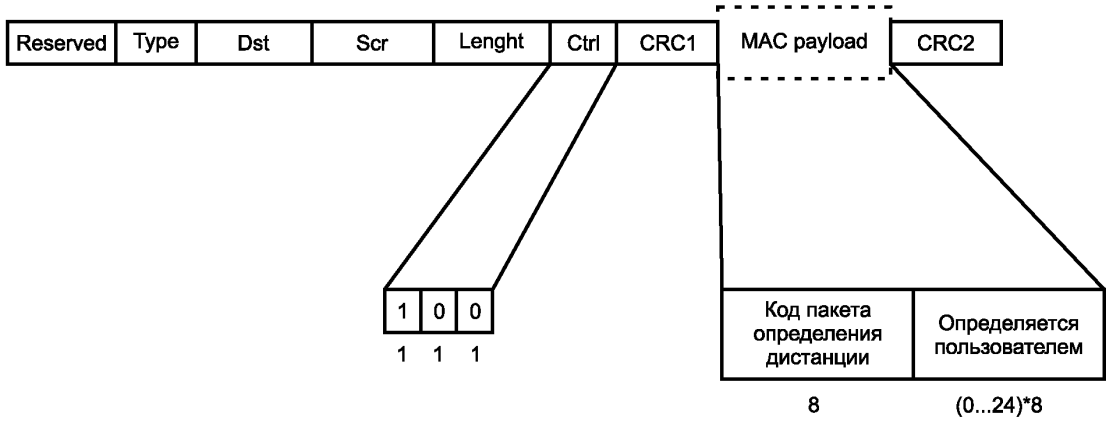 Reserved Type Dst Scr Lenght Ctrl CRC1 MAC payload CRC2
1 0 0
1 1 1
Код пакета
определения
дистанции
Определяется
пользователем
8 (0...24)*8